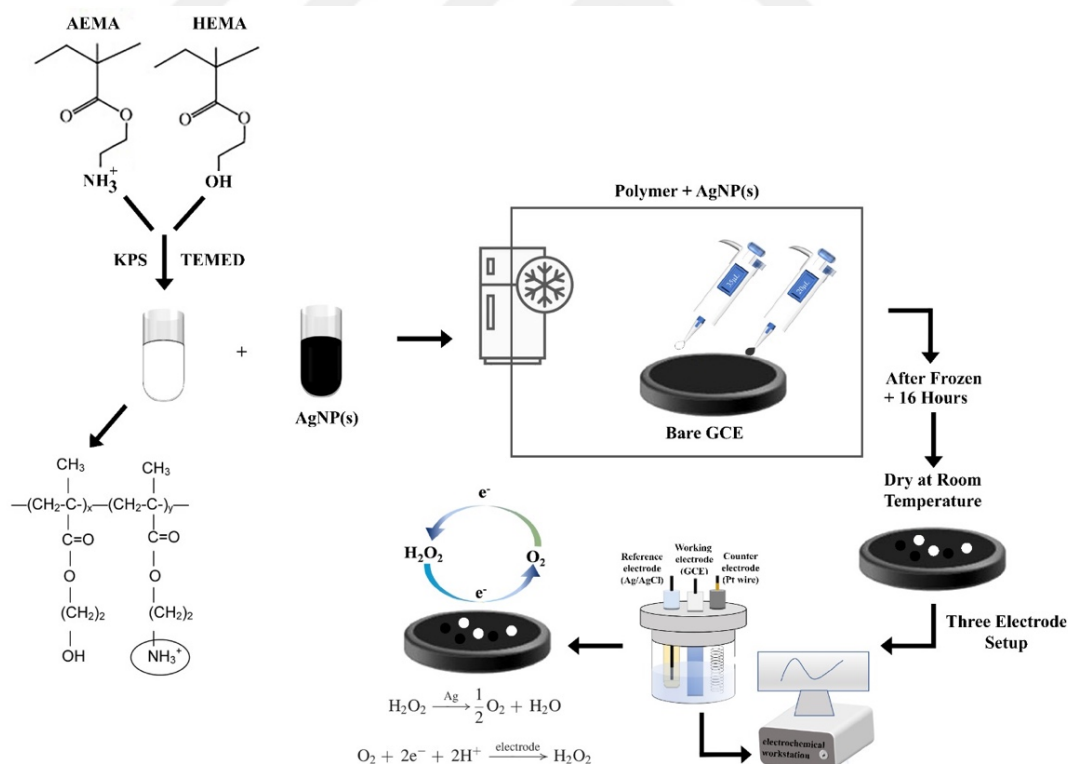 AEMA
HEMA
O
O
NH₃⁺
O
O
OH
KPS
TEMED
+
AgNP(s)
Polymer + AgNP(s)
35µL
20µL
Bare GCE
After Frozen
+ 16 Hours
Dry at Room
Temperature
Three Electrode
Setup
Reference
electrode
(Ag/AgCl)
Working
electrode
(GCE)
Counter
electrode
(Pt wire)
electrochemical
workstation
e⁻
H₂O₂
O₂
e⁻
H₂O₂ Ag→ 1/2 O₂ + H₂O
O₂ + 2e⁻ + 2H⁺ electrode→ H₂O₂
CH₃
CH₃
—(CH₂-C-)ₓ—(CH₂-C-)ᵧ—
C=O
C=O
O
O
(CH₂)₂
(CH₂)₂
OH
NH₃⁺